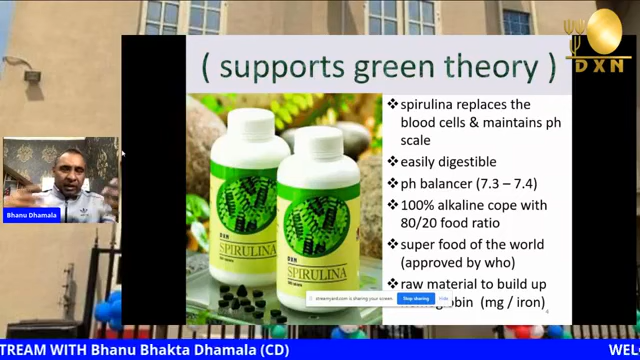 ( supports green theory )
DXN
❖spirulina replaces the
blood cells & maintains ph
scale
❖easily digestible
❖ph balancer (7.3 – 7.4)
❖100% alkaline cope with
80/20 food ratio
❖super food of the world
(approved by who)
❖raw material to build up
(mg / iron)
DXN
SPIRULINA
DXN
SPIRULINA
streamyard.com is sharing your screen.
Stop sharing
Hide
4
Bhanu Dhamala
TREAM WITH Bhanu Bhakta Dhamala (CD)
WEL